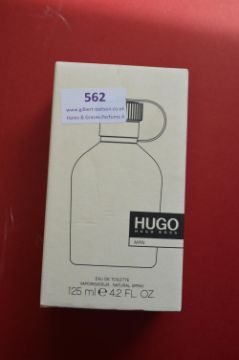 562
www.gilbert-baitson.co.uk
HUGO
HUGO BOSS
MAN
EAU DE TOILETTE
VAPORISATEUR NATURAL SPRAY
125 ml e 4.2 FL. OZ.